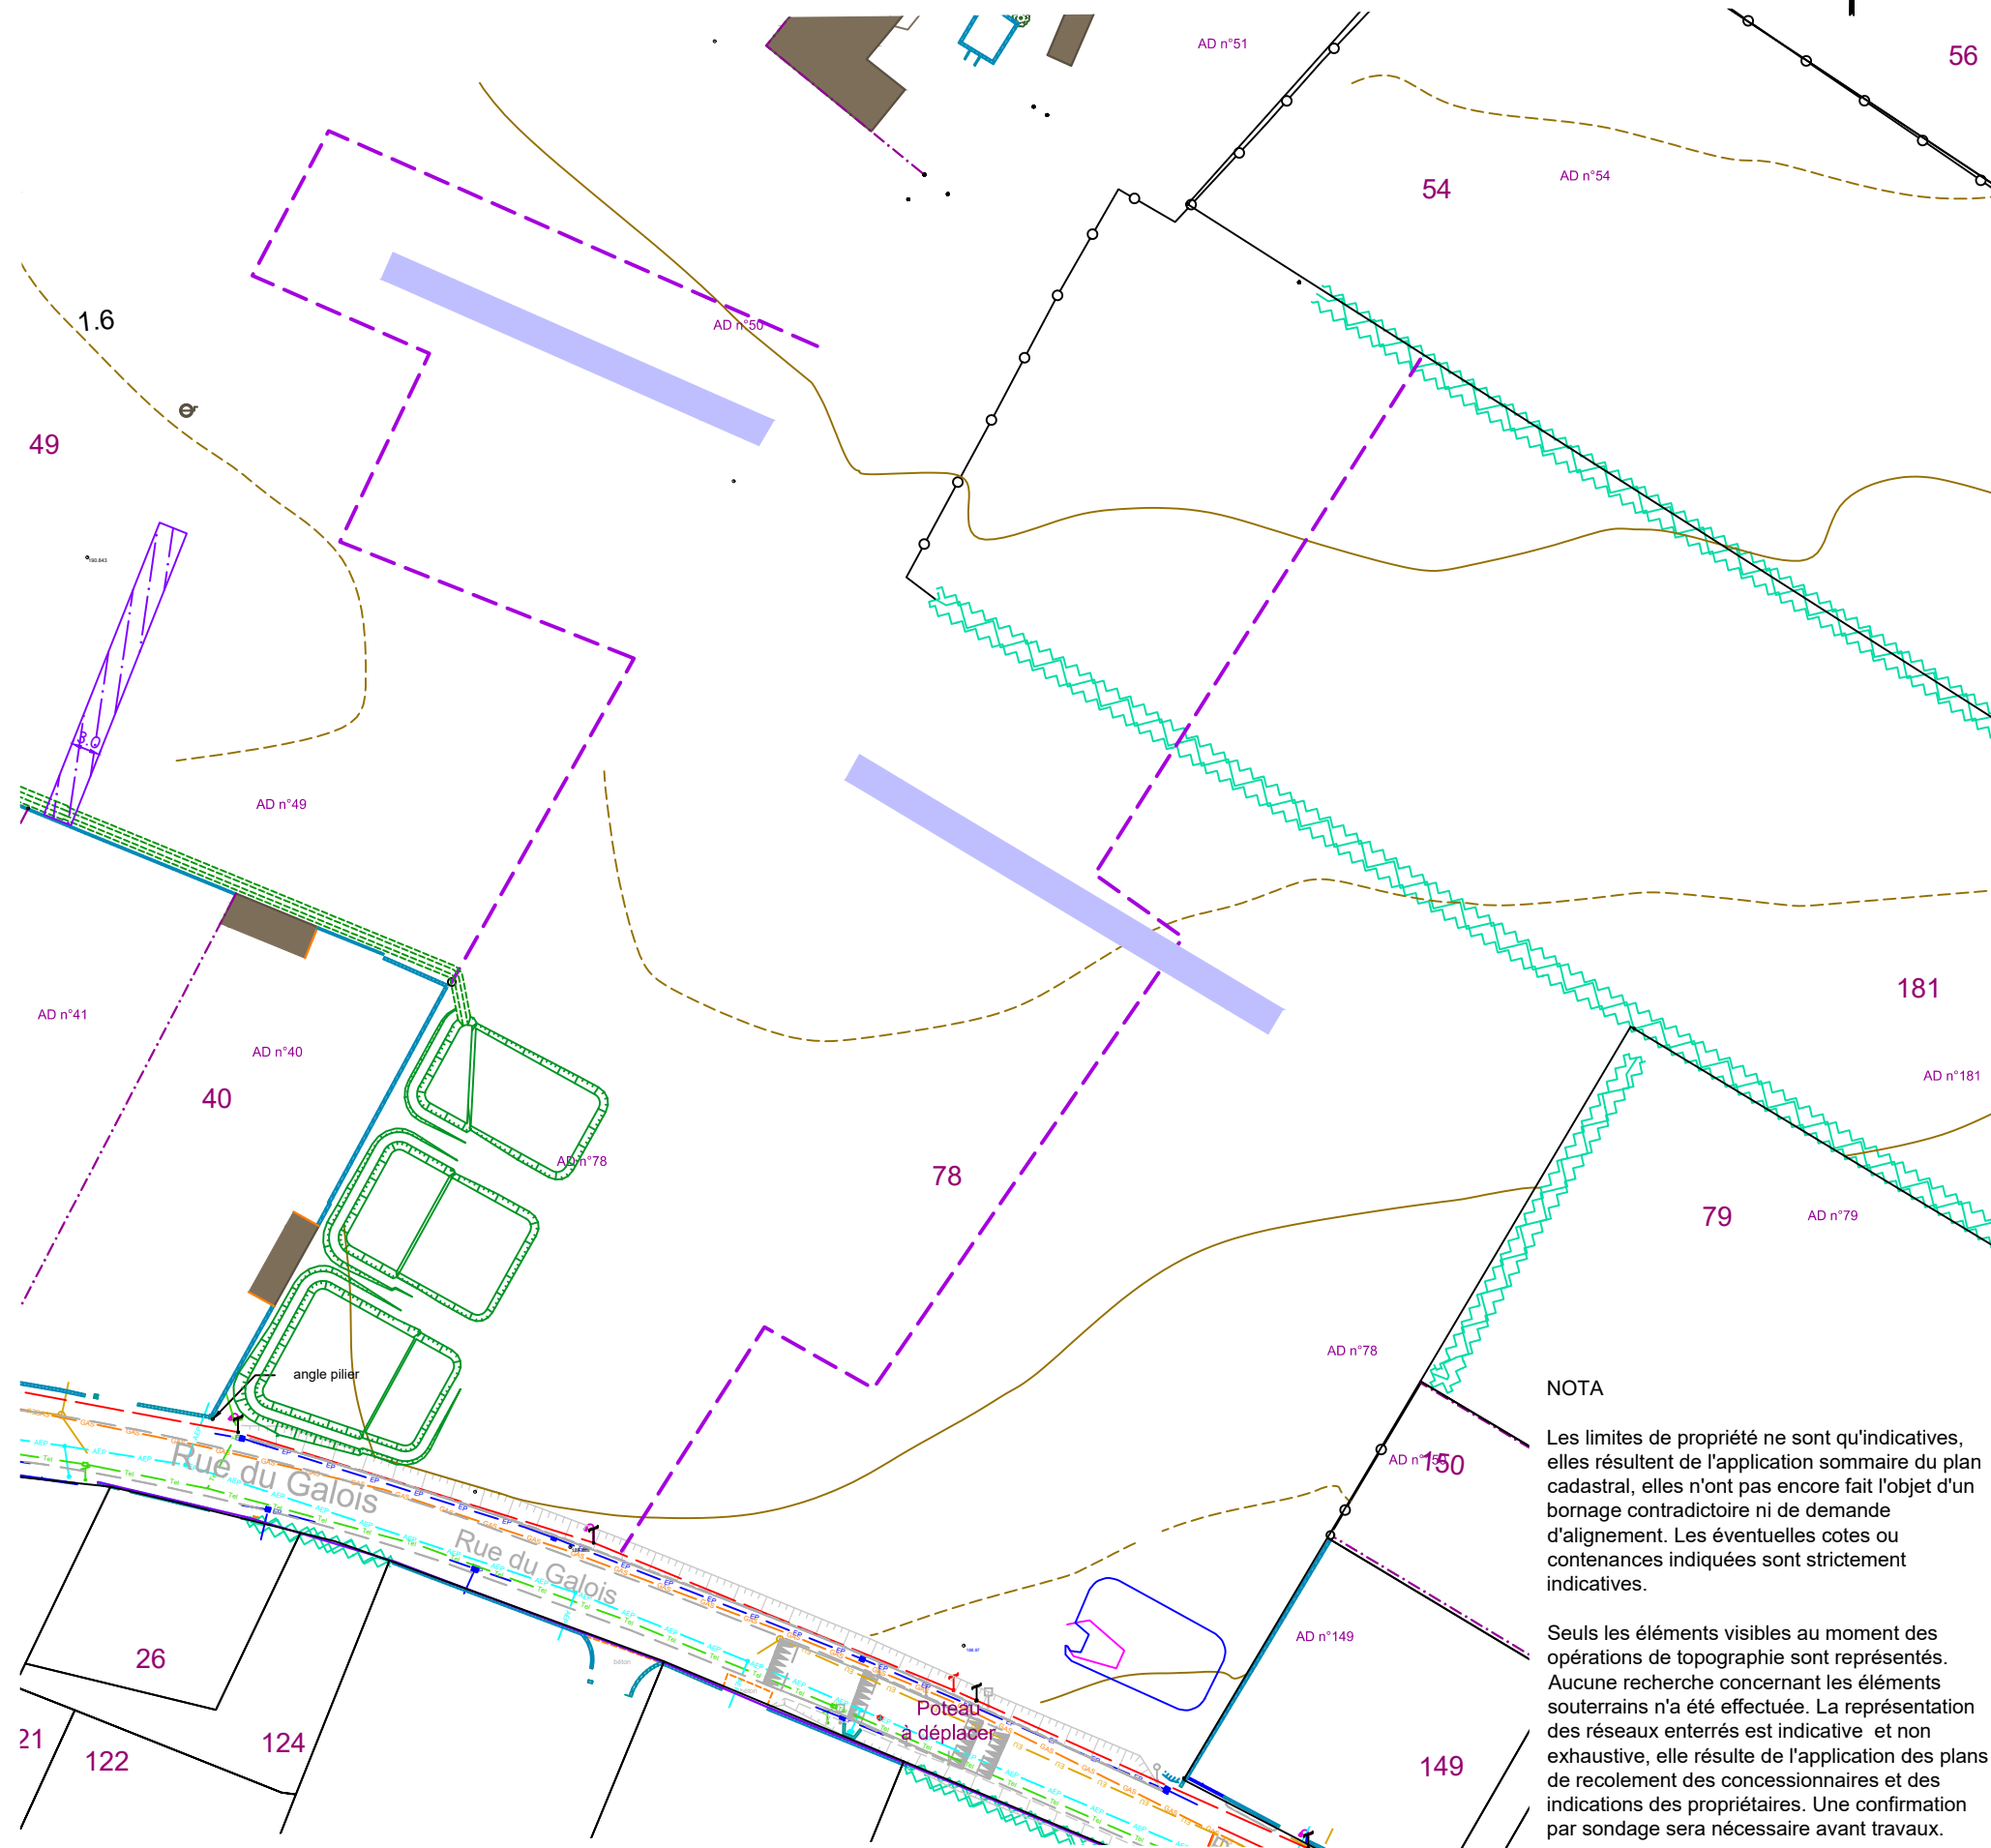 AD n°51
56
54
AD n°54
1.6
AD n°50
49
3.0
AD n°49
181
AD n°41
AD n°40
AD n°181
40
AD n°78
78
79
AD n°79
AD n°78
angle pilier
NOTA
Les limites de propriété ne sont qu'indicatives,
elles résultent de l'application sommaire du plan
cadastral, elles n'ont pas encore fait l'objet d'un
bornage contradictoire ni de demande
d'alignement. Les éventuelles cotes ou
contenances indiquées sont strictement
indicatives.
Seuls les éléments visibles au moment des
opérations de topographie sont représentés.
Aucune recherche concernant les éléments
souterrains n'a été effectuée. La représentation
des réseaux enterrés est indicative et non
exhaustive, elle résulte de l'application des plans
de recolement des concessionnaires et des
indications des propriétaires. Une confirmation
par sondage sera nécessaire avant travaux.
150
Rue du Galois
Rue du Galois
AD n°149
26
béton
Poteau
à déplacer
21
122
124
149